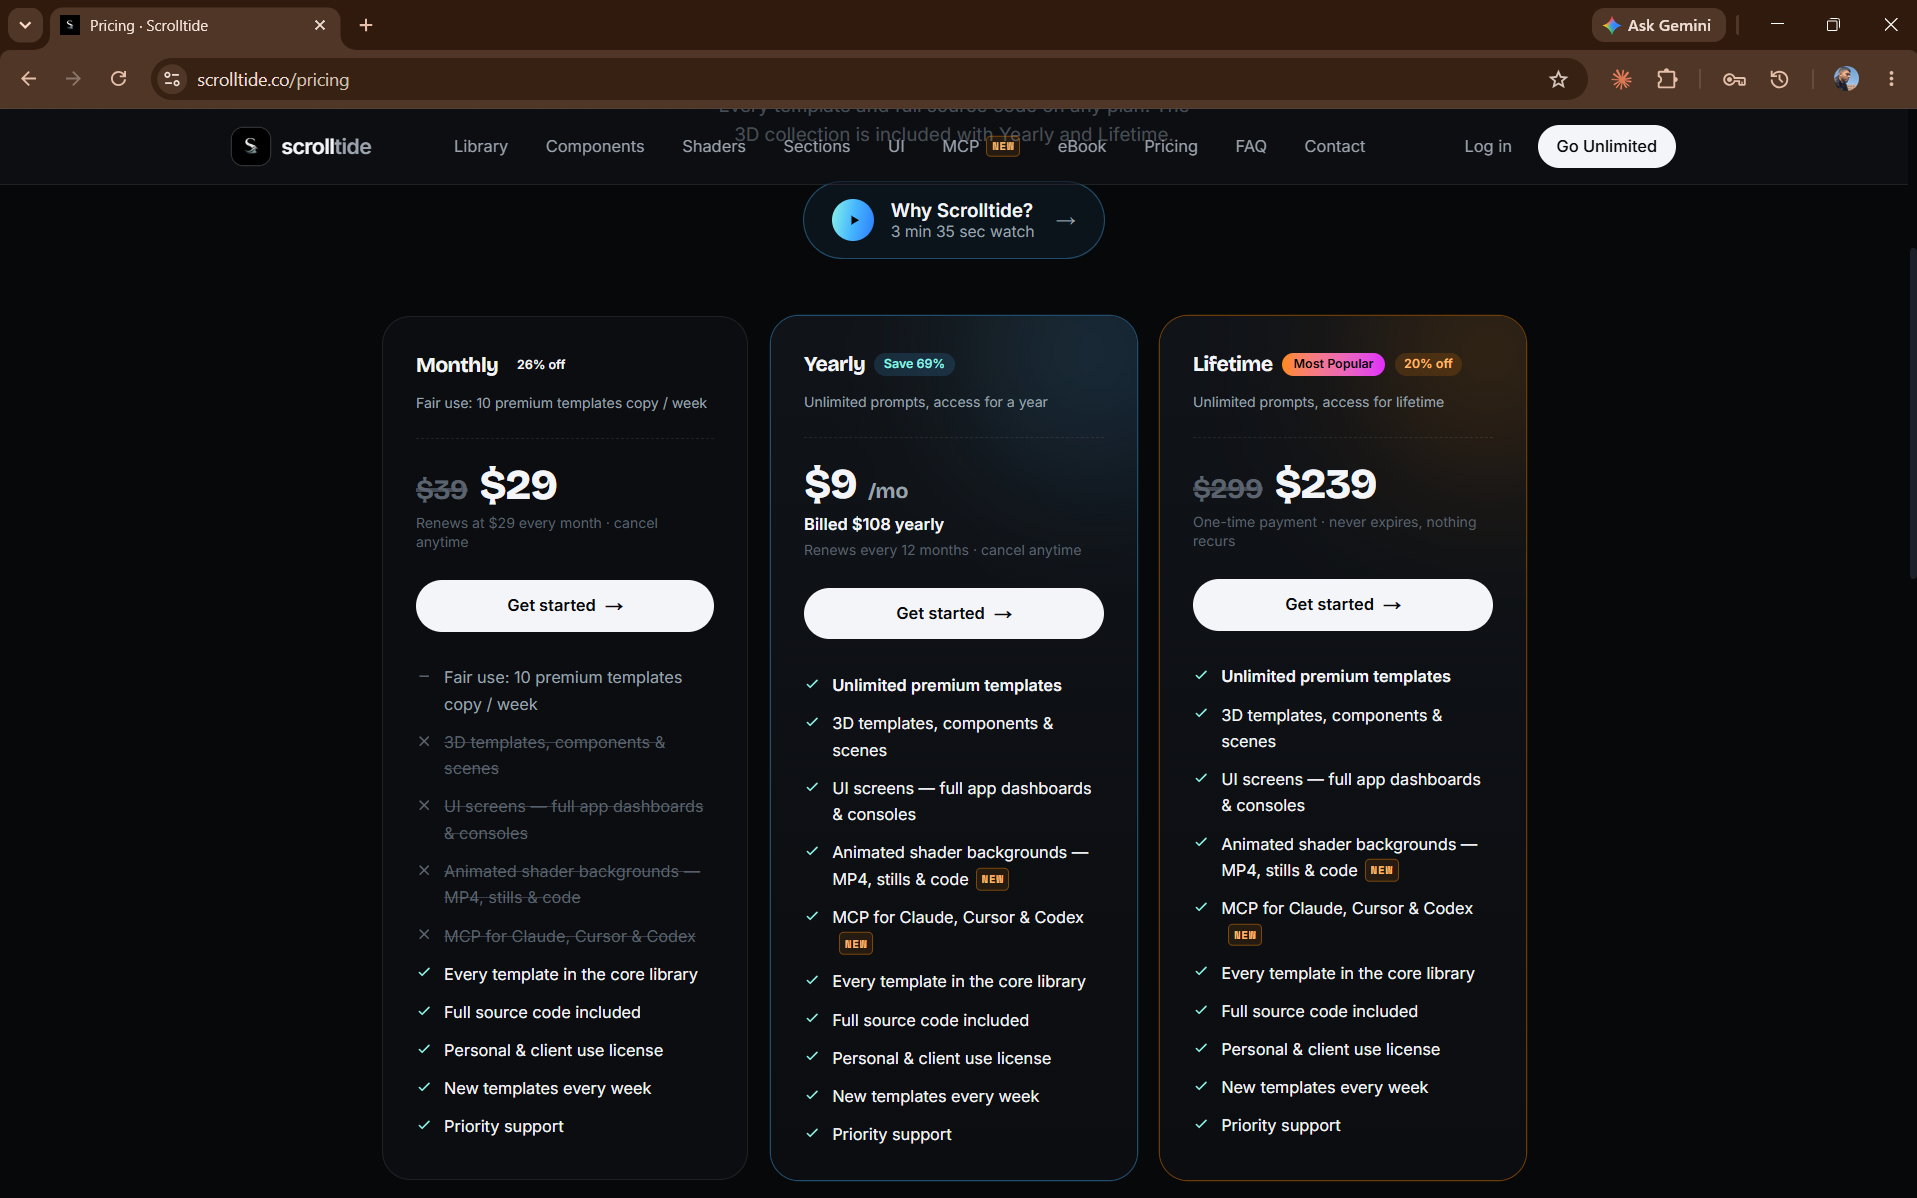 Pricing · Scrolltide
Ask Gemini
scrolltide.co/pricing
Every template and full source code on any plan. The
3D collection is included with Yearly and Lifetime.
S
scrolltide
Library
Components
Shaders
Sections
UI
MCP NEW
eBook
Pricing
FAQ
Contact
Log in
Go Unlimited
Why Scrolltide?
3 min 35 sec watch →
Monthly 26% off
Fair use: 10 premium templates copy / week
$39 $29
Renews at $29 every month · cancel
anytime
Get started →
– Fair use: 10 premium templates
copy / week
✕ 3D templates, components &
scenes
✕ UI screens — full app dashboards
& consoles
✕ Animated shader backgrounds —
MP4, stills & code
✕ MCP for Claude, Cursor & Codex
✓ Every template in the core library
✓ Full source code included
✓ Personal & client use license
✓ New templates every week
✓ Priority support
Yearly Save 69%
Unlimited prompts, access for a year
$9 /mo
Billed $108 yearly
Renews every 12 months · cancel anytime
Get started →
✓ Unlimited premium templates
✓ 3D templates, components &
scenes
✓ UI screens — full app dashboards
& consoles
✓ Animated shader backgrounds —
MP4, stills & code NEW
✓ MCP for Claude, Cursor & Codex
NEW
✓ Every template in the core library
✓ Full source code included
✓ Personal & client use license
✓ New templates every week
✓ Priority support
Lifetime Most Popular 20% off
Unlimited prompts, access for lifetime
$299 $239
One-time payment · never expires, nothing
recurs
Get started →
✓ Unlimited premium templates
✓ 3D templates, components &
scenes
✓ UI screens — full app dashboards
& consoles
✓ Animated shader backgrounds —
MP4, stills & code NEW
✓ MCP for Claude, Cursor & Codex
NEW
✓ Every template in the core library
✓ Full source code included
✓ Personal & client use license
✓ New templates every week
✓ Priority support